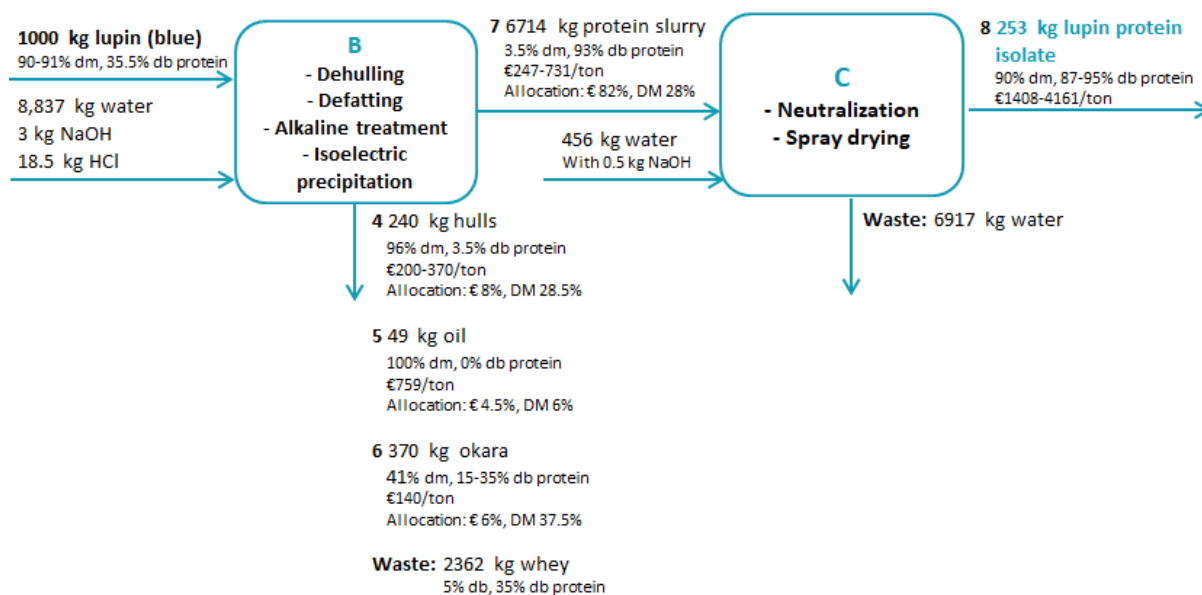 1000 kg lupin (blue)
90-91% dm, 35.5% db protein
8,837 kg water
3 kg NaOH
18.5 kg HCl
B
- Dehulling
- Defatting
- Alkaline treatment
- Isoelectric
precipitation
7 6714 kg protein slurry
3.5% dm, 93% db protein
€247-731/ton
Allocation: € 82%, DM 28%
456 kg water
With 0.5 kg NaOH
C
- Neutralization
- Spray drying
8 253 kg lupin protein
isolate
90% dm, 87-95% db protein
€1408-4161/ton
Waste: 6917 kg water
4 240 kg hulls
96% dm, 3.5% db protein
€200-370/ton
Allocation: € 8%, DM 28.5%
5 49 kg oil
100% dm, 0% db protein
€759/ton
Allocation: € 4.5%, DM 6%
6 370 kg okara
41% dm, 15-35% db protein
€140/ton
Allocation: € 6%, DM 37.5%
Waste: 2362 kg whey
5% db, 35% db protein